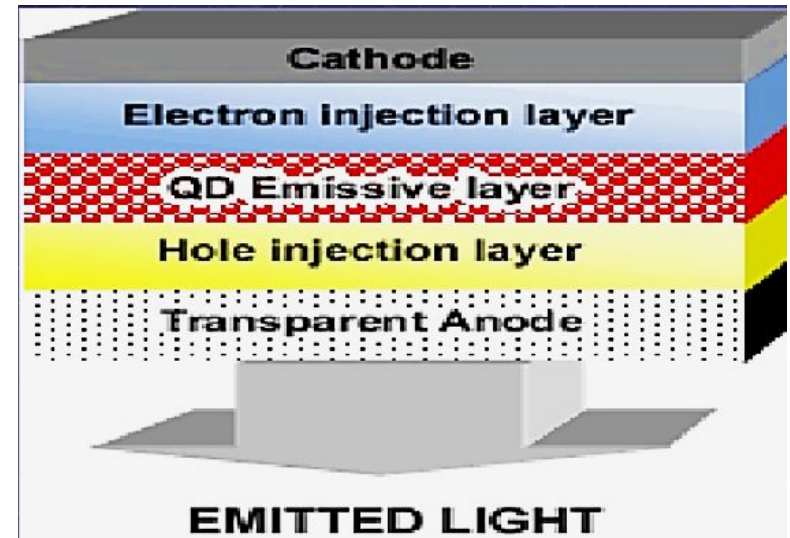 Cathode
Electron injection layer
QD Emissive layer
Hole injection layer
Transparent Anode
EMITTED LIGHT